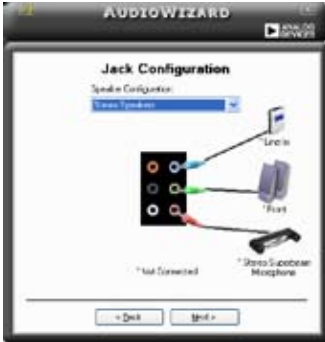 AUDIOWIZARD
ANALOG
DEVICES
Jack Configuration
Speaker Configuration:
Stereo Speakers
* Line In
* Front
* Stereo Superbeam
Microphone
* Not Connected
< Back
Next >